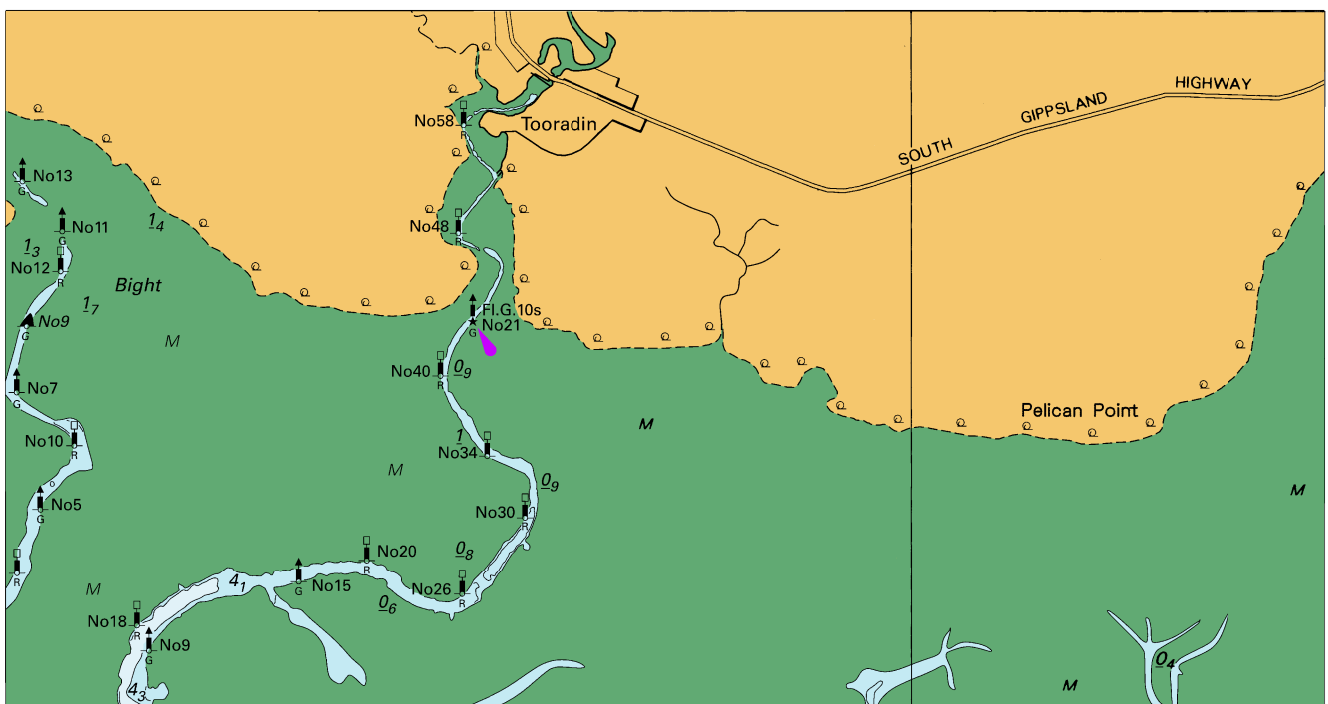 HIGHWAY
GIPPSLAND
SOUTH
No58
R
Tooradin
No13
G
1₄
No11
G
No48
R
1₃
No12
R
Bight
1₇
Fl.G.10s
No21
G
No9
G
M
No40
R
0₉
No7
G
Pelican Point
M
No10
R
1
No34
M
0₉
M
No5
G
No30
R
0₈
No20
R
R
4₁
No15
G
No26
R
M
0₆
No18
R
No9
G
0₄
4₃
M